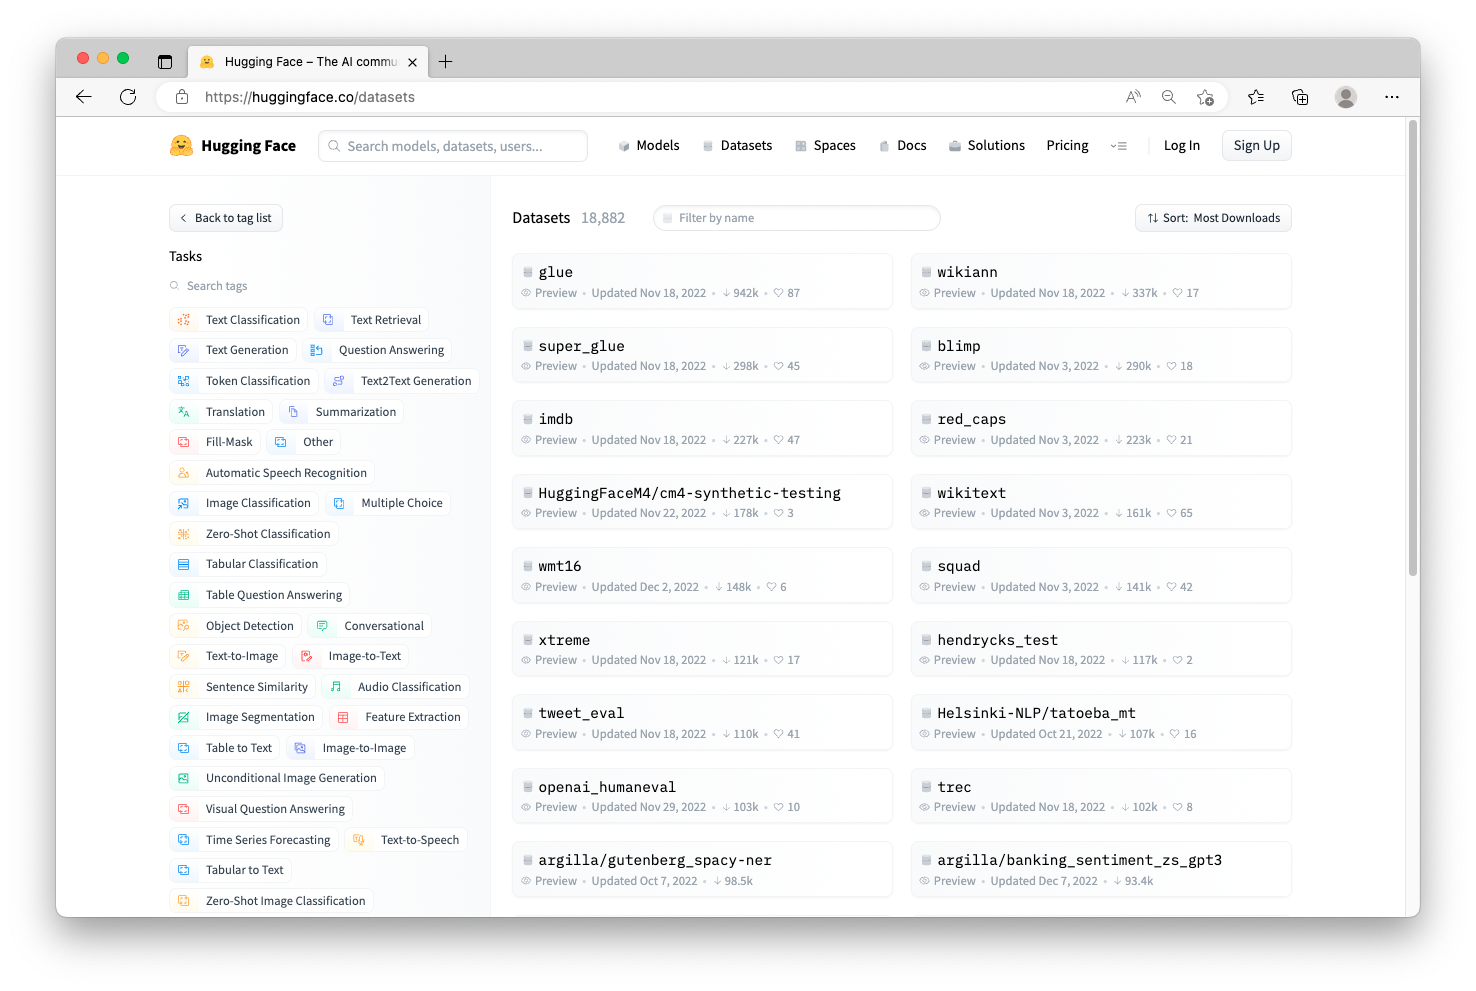 Hugging Face – The AI commu
https://huggingface.co/datasets
Hugging Face
Search models, datasets, users...
Models
Datasets
Spaces
Docs
Solutions
Pricing
Log In
Sign Up
Back to tag list
Tasks
Search tags
Text Classification
Text Retrieval
Text Generation
Question Answering
Token Classification
Text2Text Generation
Translation
Summarization
Fill-Mask
Other
Automatic Speech Recognition
Image Classification
Multiple Choice
Zero-Shot Classification
Tabular Classification
Table Question Answering
Object Detection
Conversational
Text-to-Image
Image-to-Text
Sentence Similarity
Audio Classification
Image Segmentation
Feature Extraction
Table to Text
Image-to-Image
Unconditional Image Generation
Visual Question Answering
Time Series Forecasting
Text-to-Speech
Tabular to Text
Zero-Shot Image Classification
Datasets 18,882
Filter by name
Sort: Most Downloads
glue
Preview • Updated Nov 18, 2022 • ↓ 942k • ♡ 87
wikiann
Preview • Updated Nov 18, 2022 • ↓ 337k • ♡ 17
super_glue
Preview • Updated Nov 18, 2022 • ↓ 298k • ♡ 45
blimp
Preview • Updated Nov 3, 2022 • ↓ 290k • ♡ 18
imdb
Preview • Updated Nov 18, 2022 • ↓ 227k • ♡ 47
red_caps
Preview • Updated Nov 3, 2022 • ↓ 223k • ♡ 21
HuggingFaceM4/cm4-synthetic-testing
Preview • Updated Nov 22, 2022 • ↓ 178k • ♡ 3
wikitext
Preview • Updated Nov 3, 2022 • ↓ 161k • ♡ 65
wmt16
Preview • Updated Dec 2, 2022 • ↓ 148k • ♡ 6
squad
Preview • Updated Nov 3, 2022 • ↓ 141k • ♡ 42
xtreme
Preview • Updated Nov 18, 2022 • ↓ 121k • ♡ 17
hendrycks_test
Preview • Updated Nov 18, 2022 • ↓ 117k • ♡ 2
tweet_eval
Preview • Updated Nov 18, 2022 • ↓ 110k • ♡ 41
Helsinki-NLP/tatoeba_mt
Preview • Updated Oct 21, 2022 • ↓ 107k • ♡ 16
openai_humaneval
Preview • Updated Nov 29, 2022 • ↓ 103k • ♡ 10
trec
Preview • Updated Nov 18, 2022 • ↓ 102k • ♡ 8
argilla/gutenberg_spacy-ner
Preview • Updated Oct 7, 2022 • ↓ 98.5k
argilla/banking_sentiment_zs_gpt3
Preview • Updated Dec 7, 2022 • ↓ 93.4k